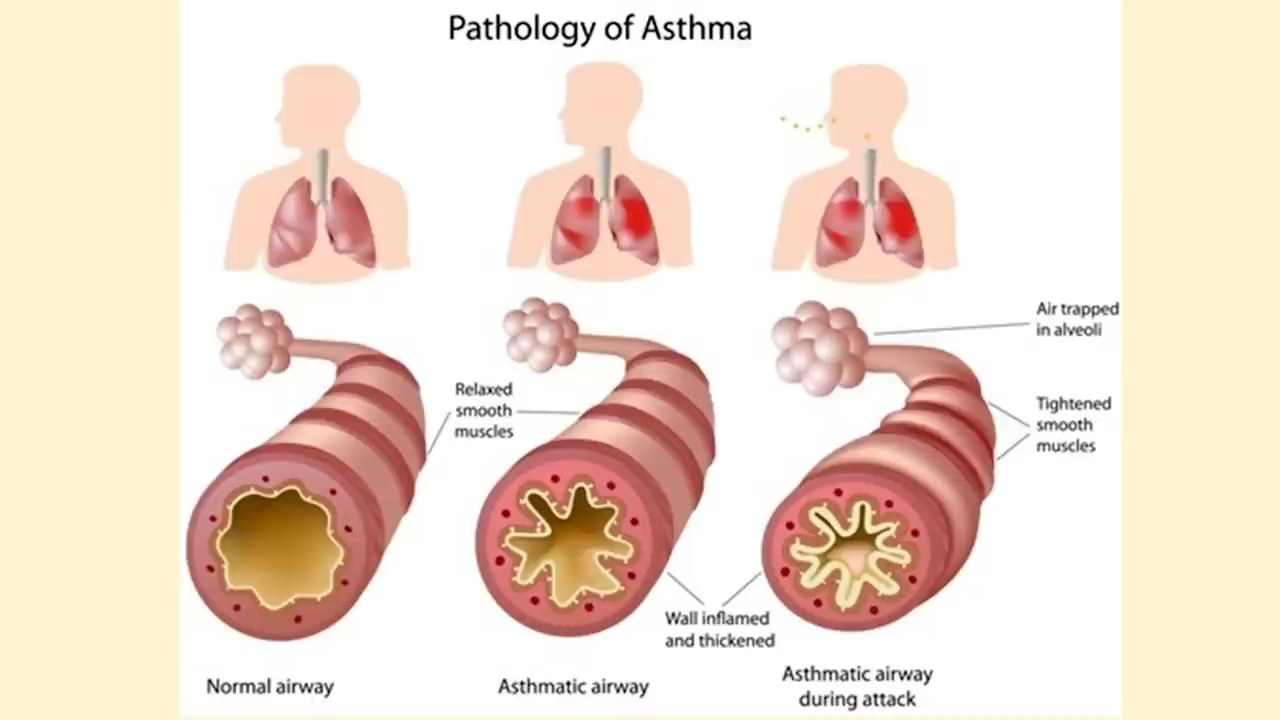 Pathology of Asthma
Air trapped
in alveoli
Relaxed
smooth
muscles
Tightened
smooth
muscles
Wall inflamed
and thickened
Normal airway
Asthmatic airway
Asthmatic airway
during attack